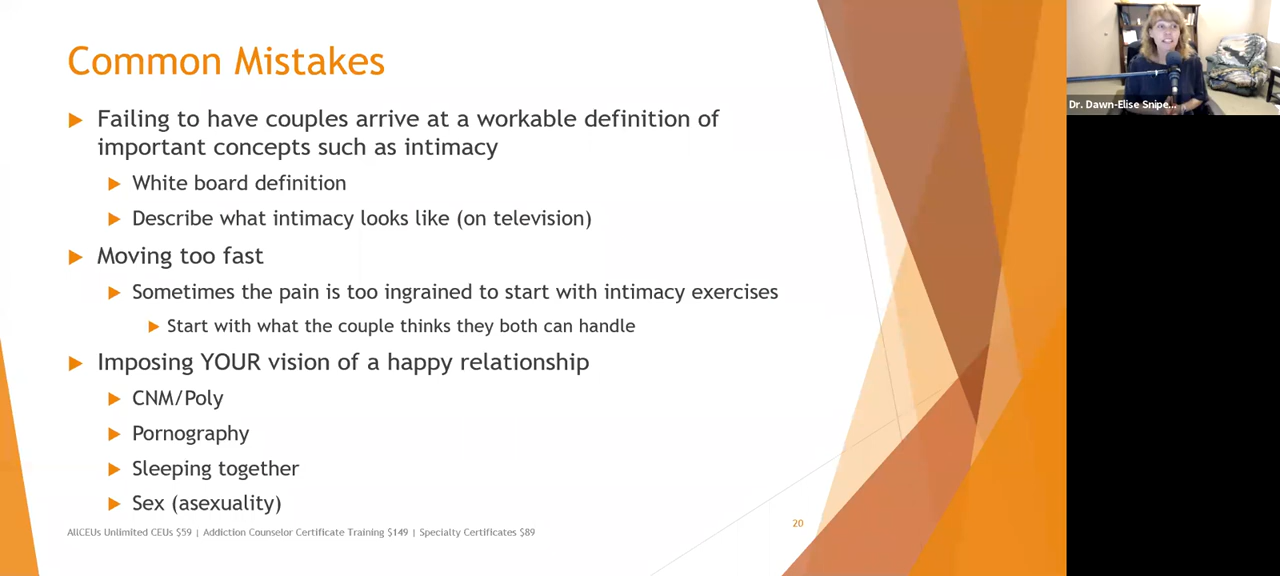 Common Mistakes
Failing to have couples arrive at a workable definition of
important concepts such as intimacy
White board definition
Describe what intimacy looks like (on television)
Moving too fast
Sometimes the pain is too ingrained to start with intimacy exercises
Start with what the couple thinks they both can handle
Imposing YOUR vision of a happy relationship
CNM/Poly
Pornography
Sleeping together
Sex (asexuality)
AllCEUs Unlimited CEUs $59 | Addiction Counselor Certificate Training $149 | Specialty Certificates $89
20
Dr. Dawn-Elise Snipe...